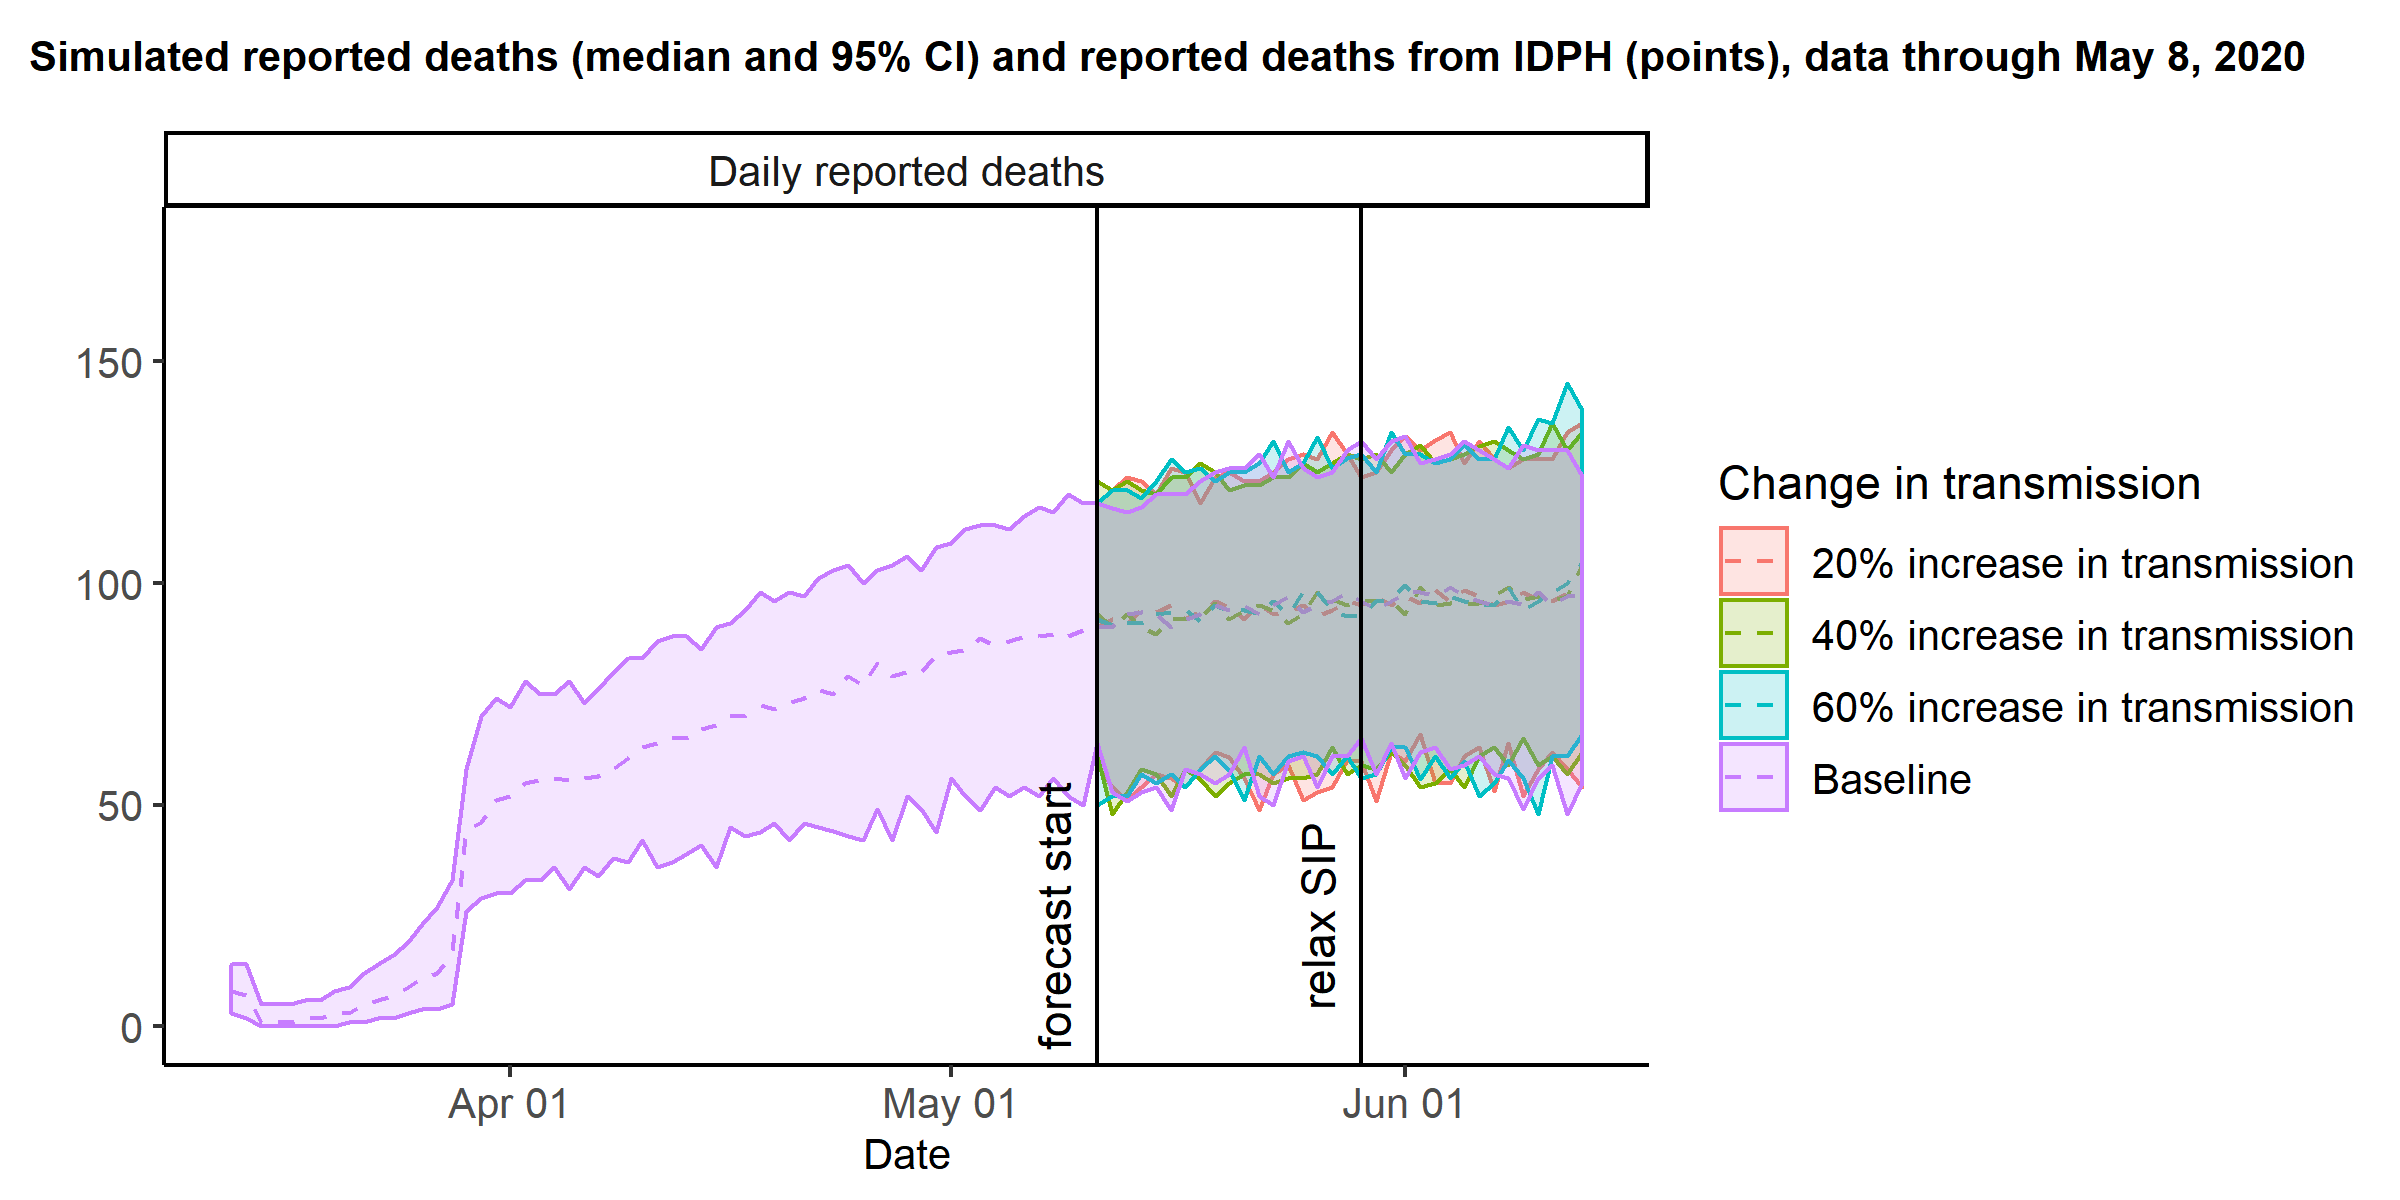 Simulated reported deaths (median and 95% CI) and reported deaths from IDPH (points), data through May 8, 2020
Daily reported deaths
150
100
50
0
forecast start
relax SIP
Apr 01
May 01
Jun 01
Date
Change in transmission
20% increase in transmission
40% increase in transmission
60% increase in transmission
Baseline